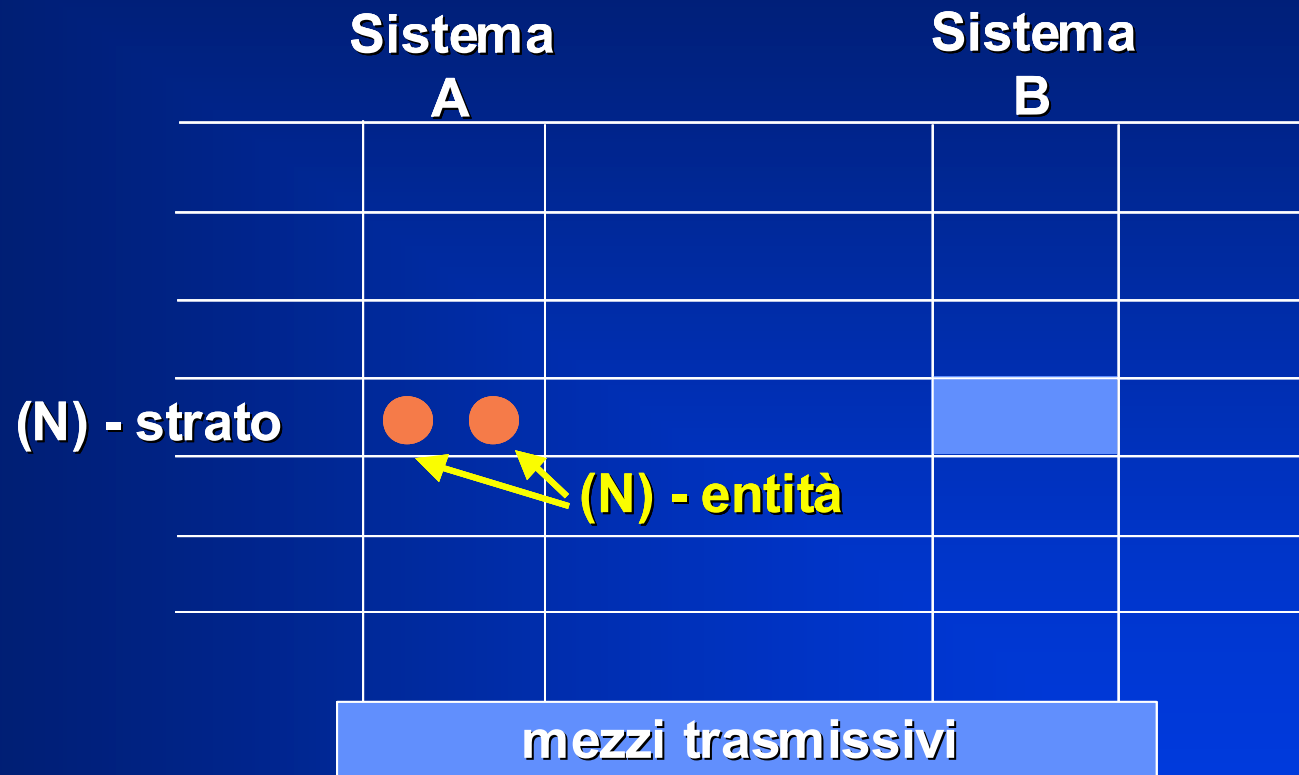 Sistema
A
Sistema
B
(N) - strato
(N) - entità
mezzi trasmissivi